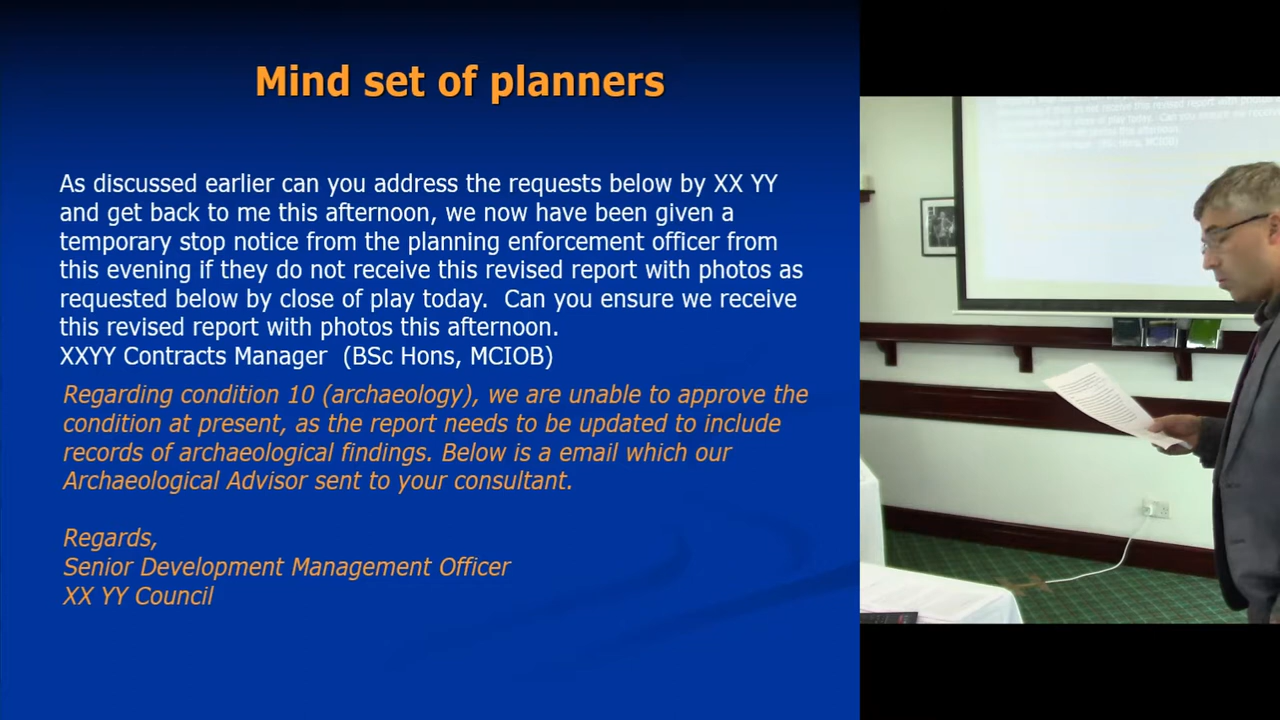 Mind set of planners
As discussed earlier can you address the requests below by XX YY
and get back to me this afternoon, we now have been given a
temporary stop notice from the planning enforcement officer from
this evening if they do not receive this revised report with photos as
requested below by close of play today.  Can you ensure we receive
this revised report with photos this afternoon.
XXYY Contracts Manager  (BSc Hons, MCIOB)
Regarding condition 10 (archaeology), we are unable to approve the
condition at present, as the report needs to be updated to include
records of archaeological findings. Below is a email which our
Archaeological Advisor sent to your consultant.
Regards,
Senior Development Management Officer
XX YY Council